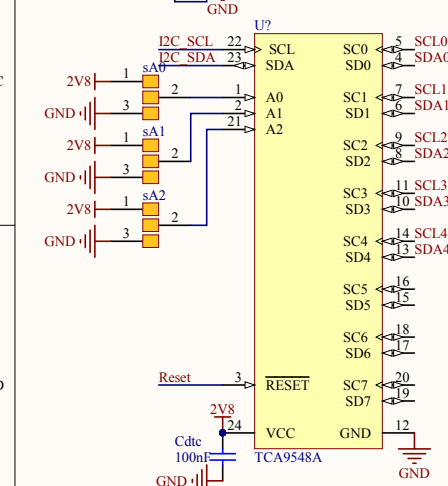 GND
U?
I2C_SCL 22 SCL SC0 5 SCL0
I2C_SDA 23 SDA SD0 4 SDA0
sA0
2V8 1
2 1 A0 SC1 7 SCL1
GND 3 2 A1 SD1 6 SDA1
sA1 21 A2
2V8 1 SC2 9 SCL2
2 SD2 8 SDA2
GND 3
sA2 SC3 11 SCL3
2V8 1 SD3 10 SDA3
2
GND 3 SC4 14 SCL4
SD4 13 SDA4
SC5 16
SD5 15
SC6 18
SD6 17
Reset 3 RESET SC7 20
SD7 19
2V8
24 VCC GND 12
Cdtc
100nF TCA9548A
GND GND